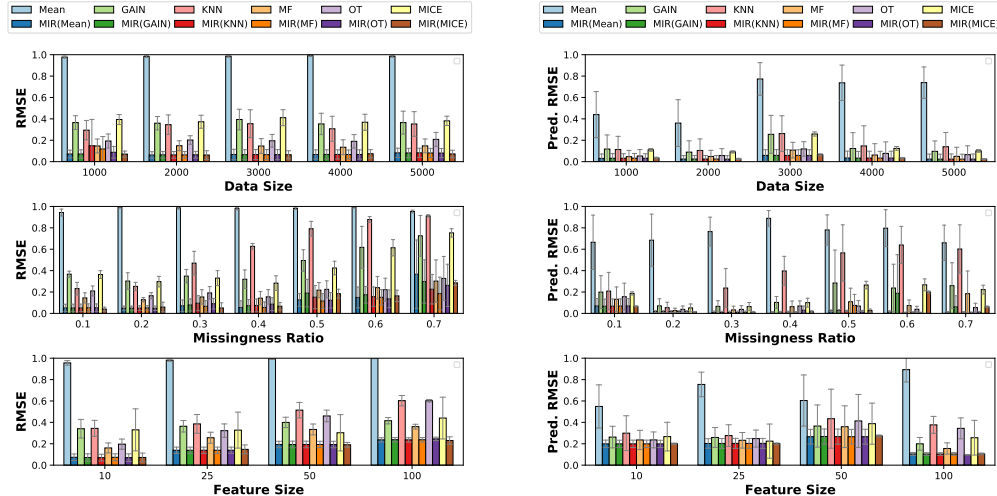 Mean GAIN KNN MF OT MICE
MIR(Mean) MIR(GAIN) MIR(KNN) MIR(MF) MIR(OT) MIR(MICE)
RMSE
1.0
0.8
0.6
0.4
0.2
0.0
1000 2000 3000 4000 5000
Data Size
RMSE
1.0
0.8
0.6
0.4
0.2
0.0
0.1 0.2 0.3 0.4 0.5 0.6 0.7
Missingness Ratio
RMSE
1.0
0.8
0.6
0.4
0.2
0.0
10 25 50 100
Feature Size
Mean GAIN KNN MF OT MICE
MIR(Mean) MIR(GAIN) MIR(KNN) MIR(MF) MIR(OT) MIR(MICE)
Pred. RMSE
1.0
0.8
0.6
0.4
0.2
0.0
1000 2000 3000 4000 5000
Data Size
Pred. RMSE
1.0
0.8
0.6
0.4
0.2
0.0
0.1 0.2 0.3 0.4 0.5 0.6 0.7
Missingness Ratio
Pred. RMSE
1.0
0.8
0.6
0.4
0.2
0.0
10 25 50 100
Feature Size